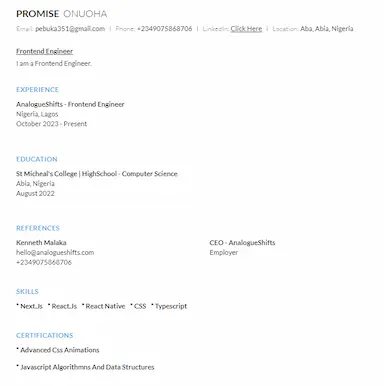 PROMISE ONUOHA
Email: pebuka351@gmail.com | Phone: +2349075868706 | LinkedIn: Click Here | Location: Aba, Abia, Nigeria
Frontend Engineer
I am a Frontend Engineer.
EXPERIENCE
AnalogueShifts - Frontend Engineer
Nigeria, Lagos
October 2023 - Present
EDUCATION
St Micheal's College | HighSchool - Computer Science
Abia, Nigeria
August 2022
REFERENCES
Kenneth Malaka CEO - AnalogueShifts
hello@analogueshifts.com Employer
+2349075868706
SKILLS
* Next.Js * React.Js * React Native * CSS * Typescript
CERTIFICATIONS
* Advanced Css Animations
* Javascript Algorithmns And Data Structures